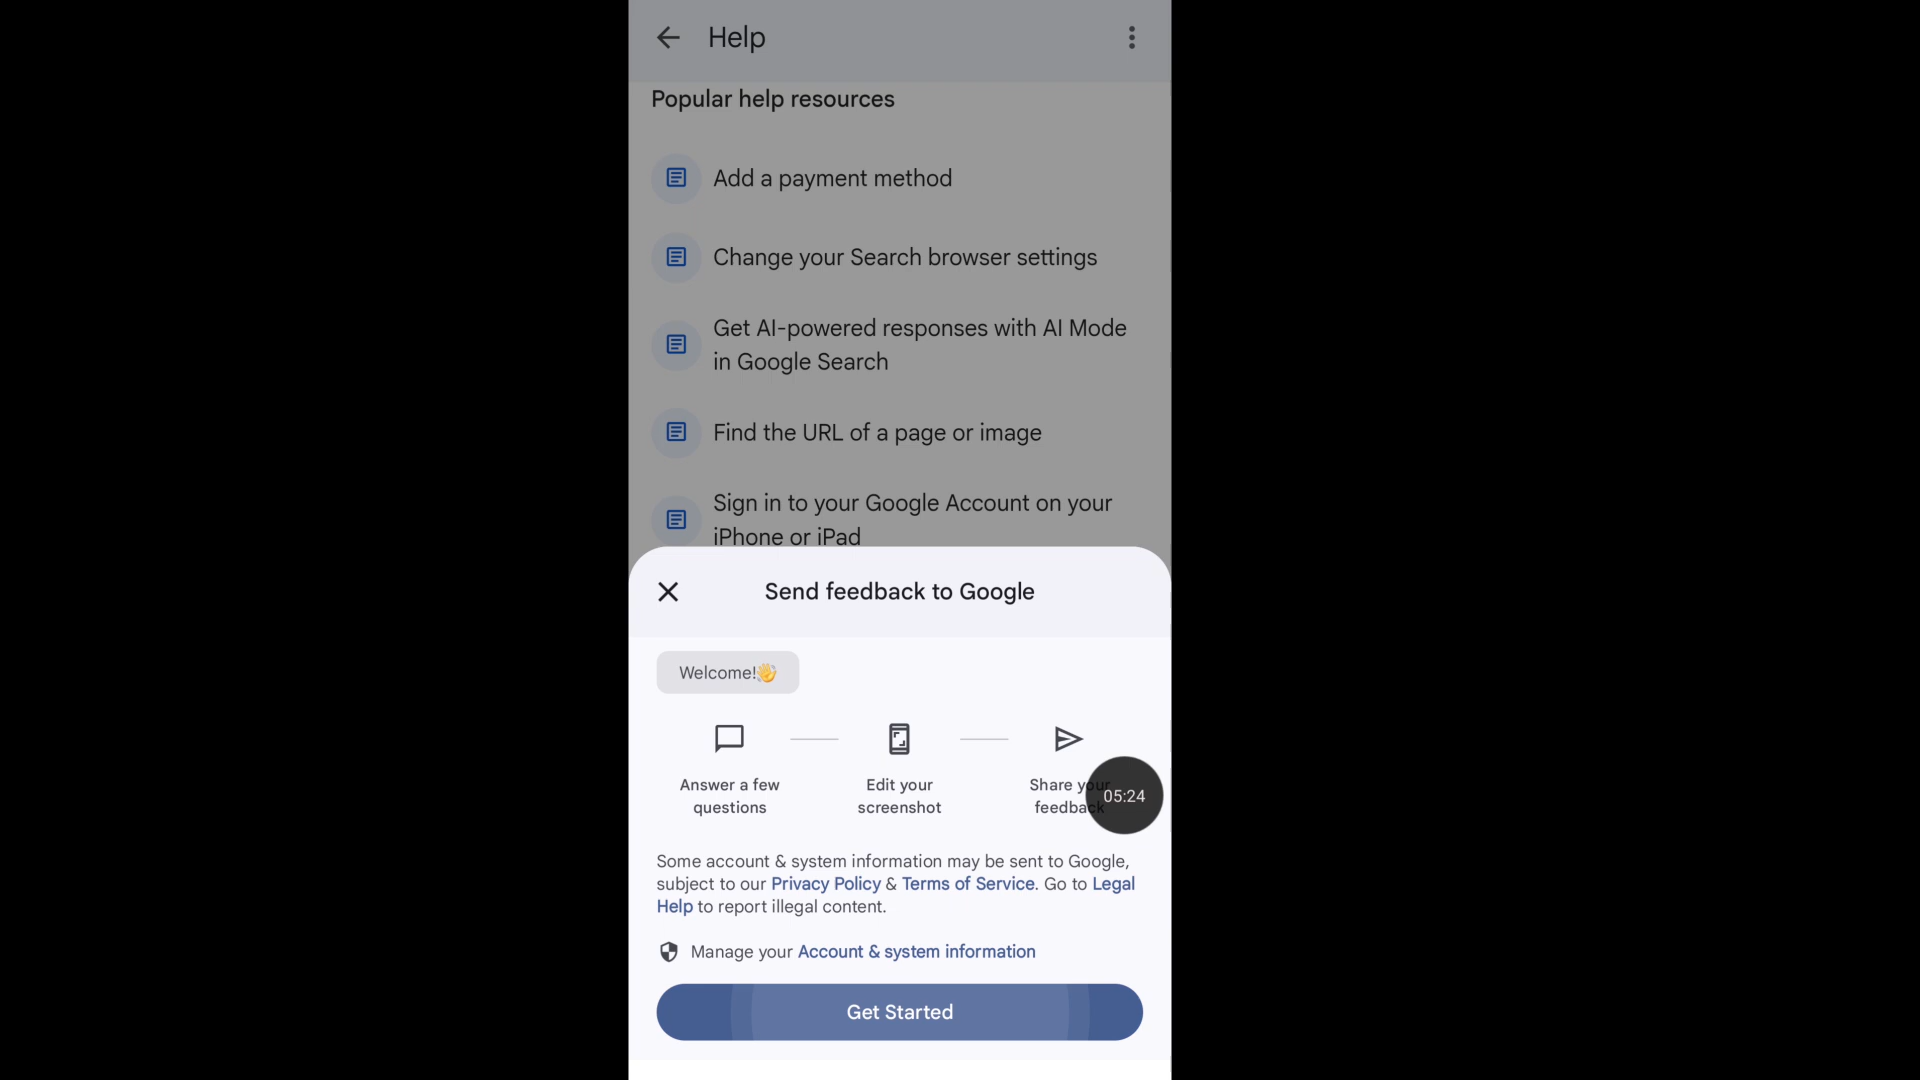 Help
Popular help resources
Add a payment method
Change your Search browser settings
Get AI-powered responses with AI Mode
in Google Search
Find the URL of a page or image
Sign in to your Google Account on your
iPhone or iPad
Send feedback to Google
Welcome!👋
Answer a few
questions
Edit your
screenshot
Share your
feedback
05:24
Some account & system information may be sent to Google,
subject to our Privacy Policy & Terms of Service. Go to Legal
Help to report illegal content.
Manage your Account & system information
Get Started